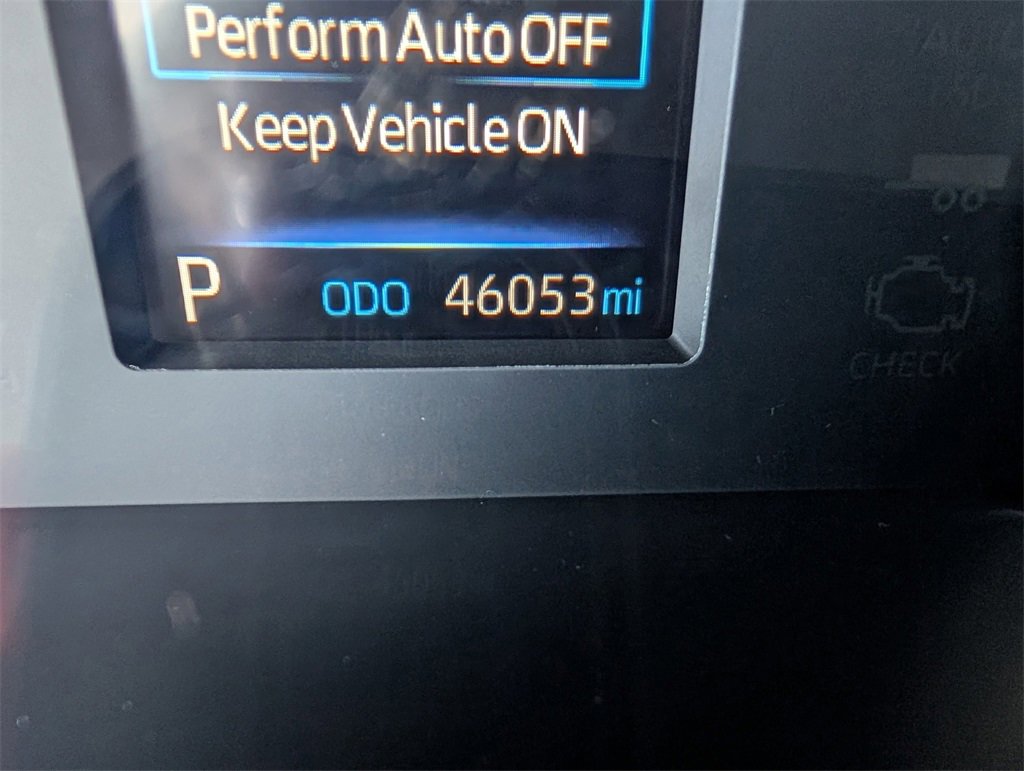 Perform Auto OFF
Keep Vehicle ON
P ODO 46053 mi
CHECK